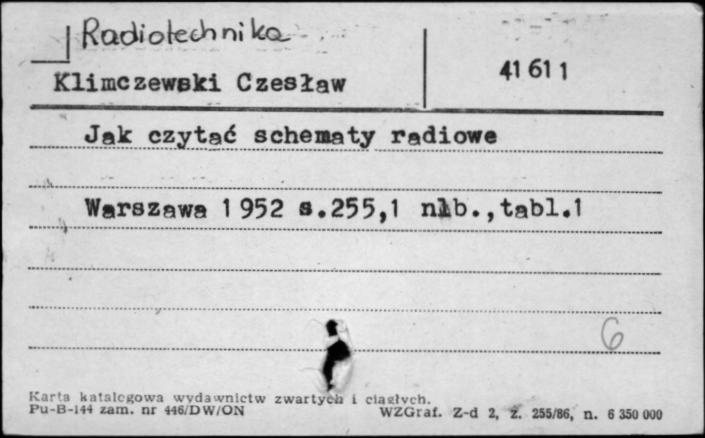 Radiotechnika
Klimczewski Czesław
41611
Jak czytać schematy radiowe
Warszawa 1952 s.255,1 nlb.,tabl.1
6
Karta katalogowa wydawnictw zwartych i ciągłych.
Pu-B-144 zam. nr 446/DW/ON
WZGraf. Z-d 2, z. 255/86, n. 6 350 000